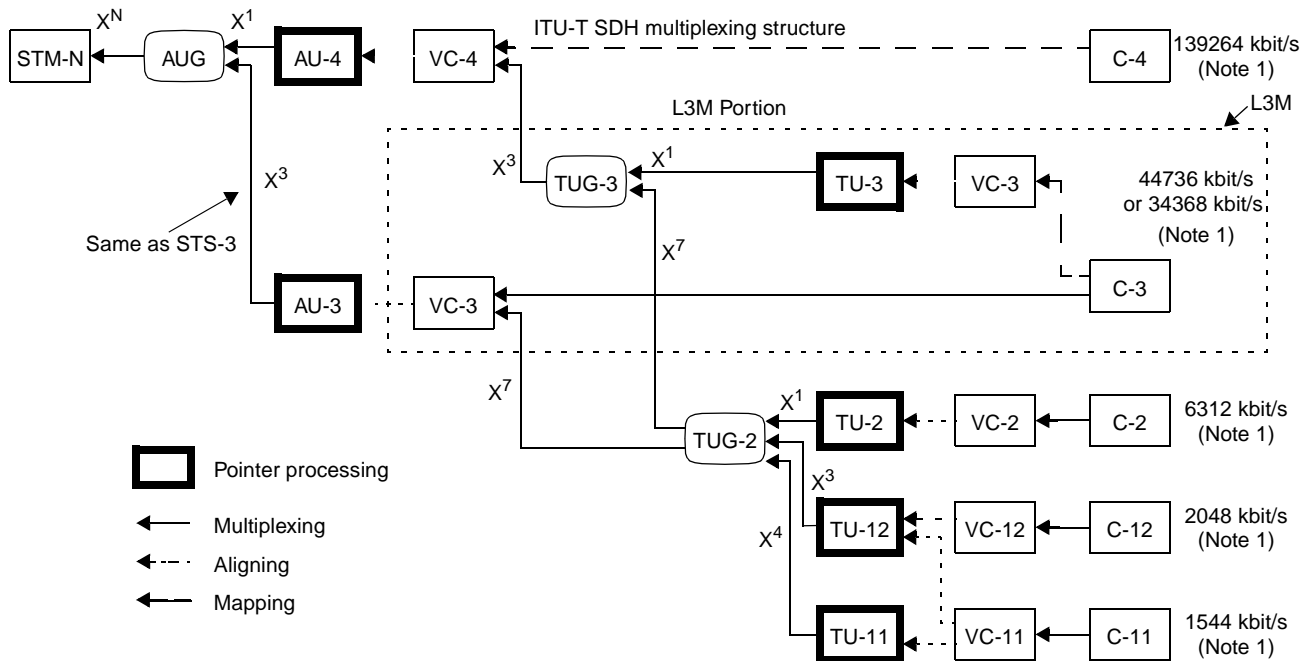 X^N
X^1
ITU-T SDH multiplexing structure
STM-N
AUG
AU-4
VC-4
C-4
139264 kbit/s
(Note 1)
L3M Portion
L3M
X^3
X^3
X^1
TUG-3
TU-3
VC-3
44736 kbit/s
or 34368 kbit/s
(Note 1)
Same as STS-3
X^7
AU-3
VC-3
C-3
X^7
X^1
TUG-2
TU-2
VC-2
C-2
6312 kbit/s
(Note 1)
Pointer processing
X^3
Multiplexing
X^4
TU-12
VC-12
C-12
2048 kbit/s
(Note 1)
Aligning
Mapping
TU-11
VC-11
C-11
1544 kbit/s
(Note 1)